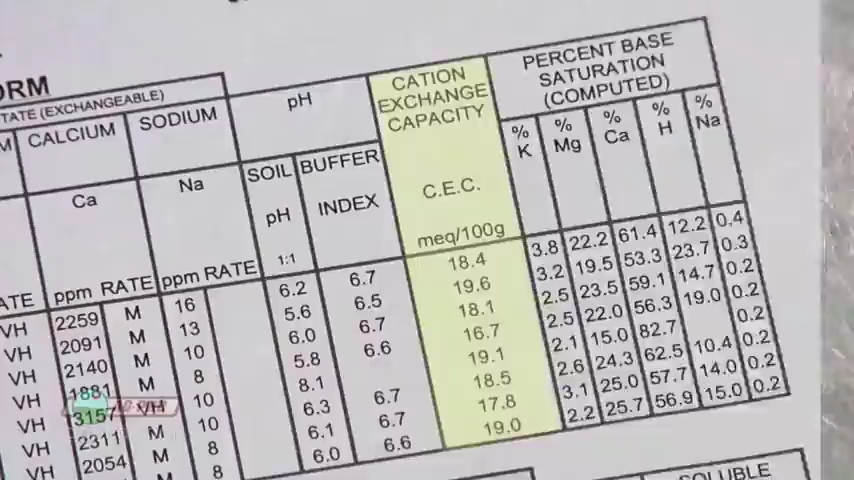 ORM
TATE (EXCHANGEABLE)
M CALCIUM SODIUM pH CATION EXCHANGE CAPACITY PERCENT BASE SATURATION (COMPUTED)
Ca Na SOIL pH 1:1 BUFFER INDEX C.E.C. meq/100g % K % Mg % Ca % H % Na
ATE ppm RATE ppm RATE
VH 2259 M 16 6.2 6.7 18.4 3.8 22.2 61.4 12.2 0.4
VH 2091 M 13 5.6 6.5 19.6 3.2 19.5 53.3 23.7 0.3
VH 2140 M 10 6.0 6.7 18.1 2.5 23.5 59.1 14.7 0.2
VH 1881 M 8 5.8 6.6 16.7 2.5 22.0 56.3 19.0 0.2
VH 3157 VH 10 8.1 19.1 2.1 15.0 82.7 0.2
VH 2311 M 10 6.3 6.7 18.5 2.6 24.3 62.5 10.4 0.2
VH 2054 M 8 6.1 6.7 17.8 3.1 25.0 57.7 14.0 0.2
8 6.0 6.6 19.0 2.2 25.7 56.9 15.0 0.2
SOLUBLE